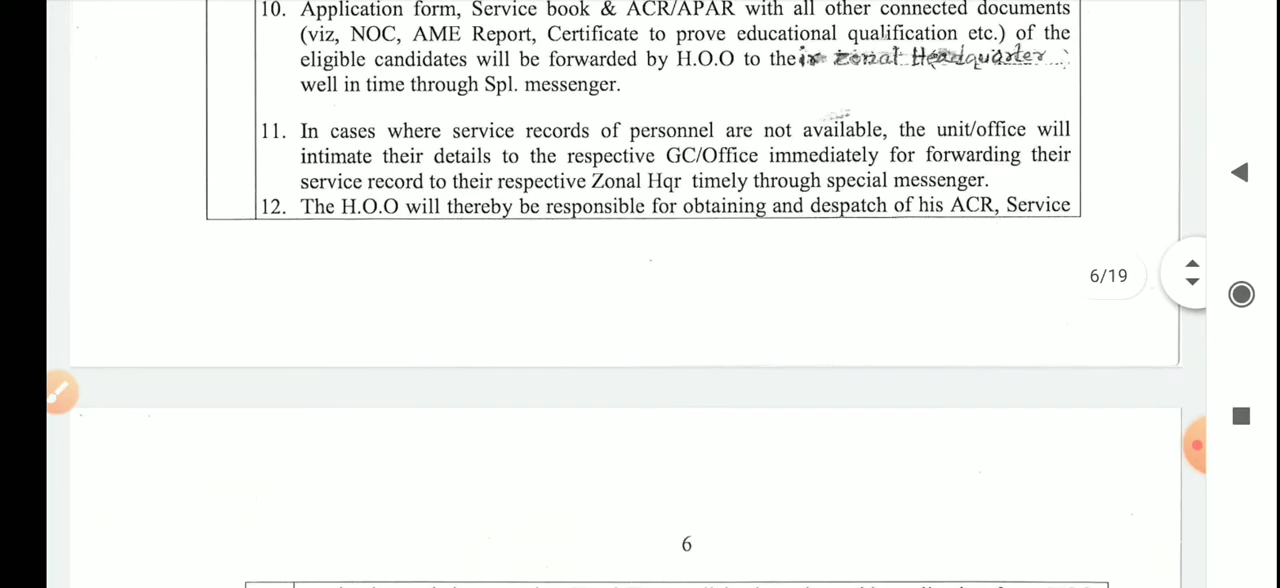 10. Application form, Service book & ACR/APAR with all other connected documents
(viz, NOC, AME Report, Certificate to prove educational qualification etc.) of the
eligible candidates will be forwarded by H.O.O to their zonal Headquarter
well in time through Spl. messenger.
11. In cases where service records of personnel are not available, the unit/office will
intimate their details to the respective GC/Office immediately for forwarding their
service record to their respective Zonal Hqr timely through special messenger.
12. The H.O.O will thereby be responsible for obtaining and despatch of his ACR, Service
6/19
6